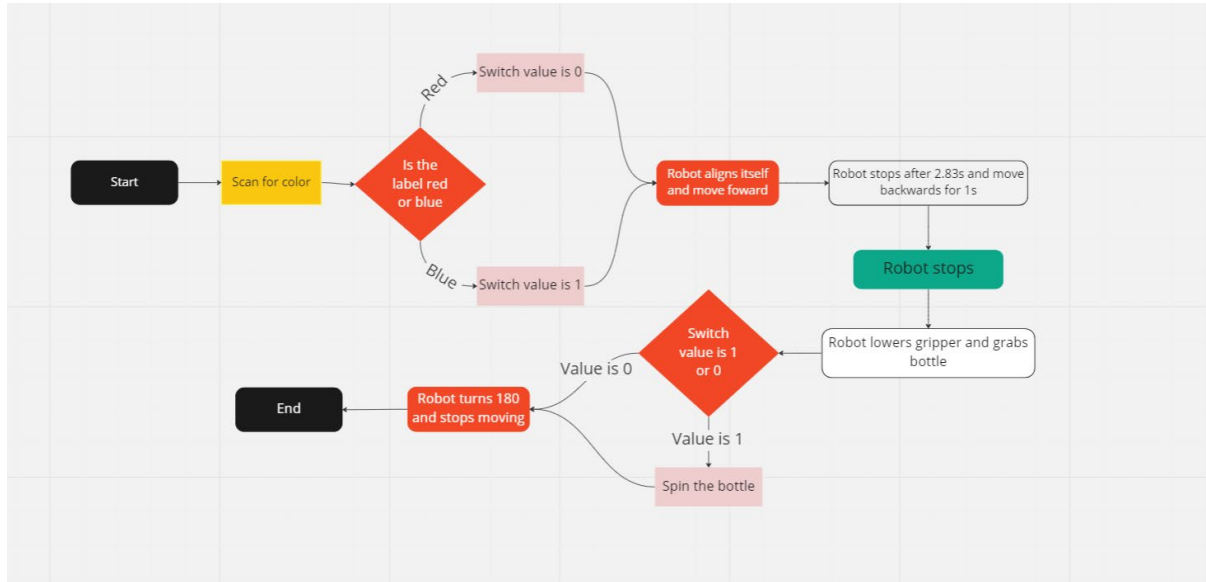 Start
Scan for color
Is the
label red
or blue
Red
Switch value is 0
Blue
Switch value is 1
Robot aligns itself
and move foward
Robot stops after 2.83s and move
backwards for 1s
Robot stops
Robot lowers gripper and grabs
bottle
Switch
value is 1
or 0
Value is 0
Value is 1
Spin the bottle
Robot turns 180
and stops moving
End